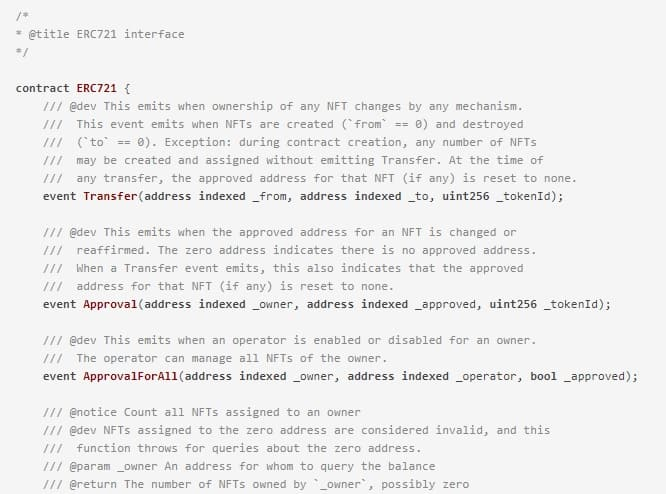 /*
* @title ERC721 interface
*/
contract ERC721 {
/// @dev This emits when ownership of any NFT changes by any mechanism.
///  This event emits when NFTs are created (`from` == 0) and destroyed
///  (`to` == 0). Exception: during contract creation, any number of NFTs
///  may be created and assigned without emitting Transfer. At the time of
///  any transfer, the approved address for that NFT (if any) is reset to none.
event Transfer(address indexed _from, address indexed _to, uint256 _tokenId);
/// @dev This emits when the approved address for an NFT is changed or
///  reaffirmed. The zero address indicates there is no approved address.
///  When a Transfer event emits, this also indicates that the approved
///  address for that NFT (if any) is reset to none.
event Approval(address indexed _owner, address indexed _approved, uint256 _tokenId);
/// @dev This emits when an operator is enabled or disabled for an owner.
///  The operator can manage all NFTs of the owner.
event ApprovalForAll(address indexed _owner, address indexed _operator, bool _approved);
/// @notice Count all NFTs assigned to an owner
/// @dev NFTs assigned to the zero address are considered invalid, and this
///  function throws for queries about the zero address.
/// @param _owner An address for whom to query the balance
/// @return The number of NFTs owned by `_owner`, possibly zero